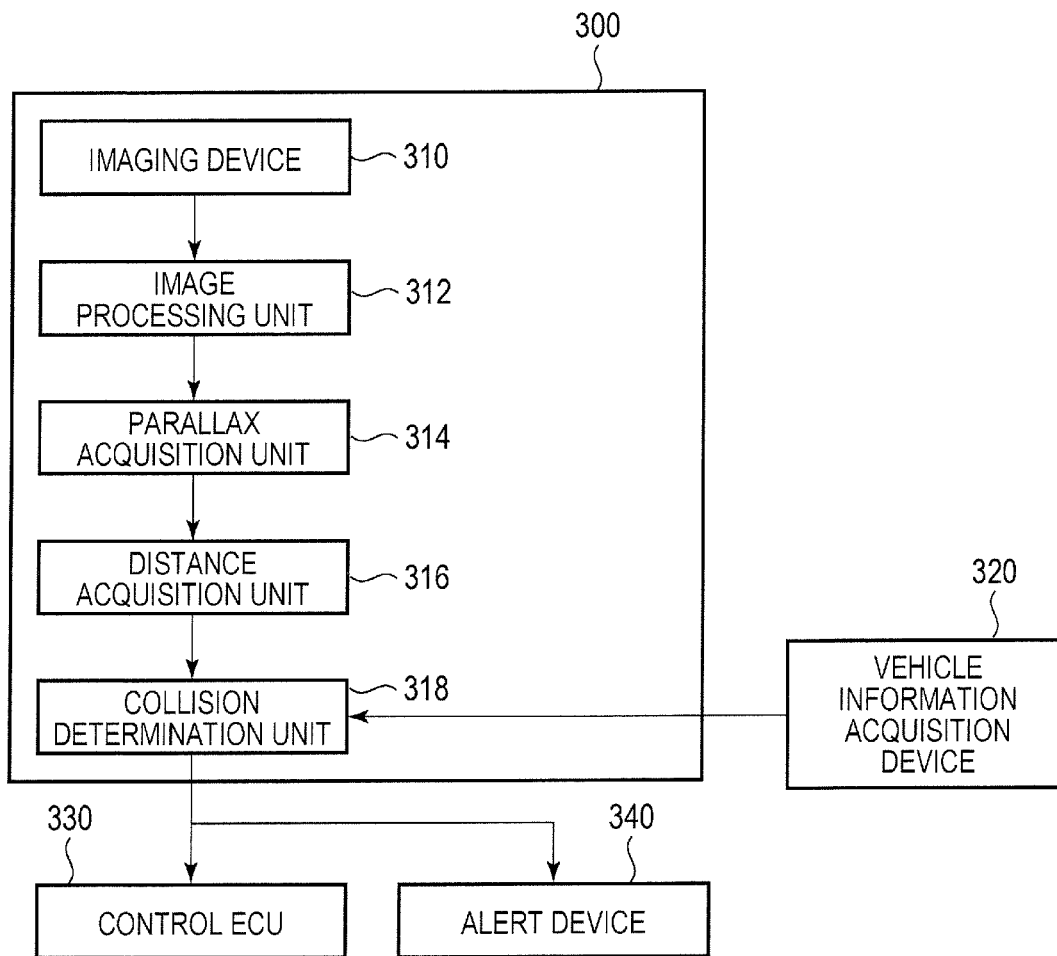 300
IMAGING DEVICE
310
IMAGE
PROCESSING UNIT
312
PARALLAX
ACQUISITION UNIT
314
DISTANCE
ACQUISITION UNIT
316
320
COLLISION
DETERMINATION UNIT
318
VEHICLE
INFORMATION
ACQUISITION
DEVICE
330
340
CONTROL ECU
ALERT DEVICE